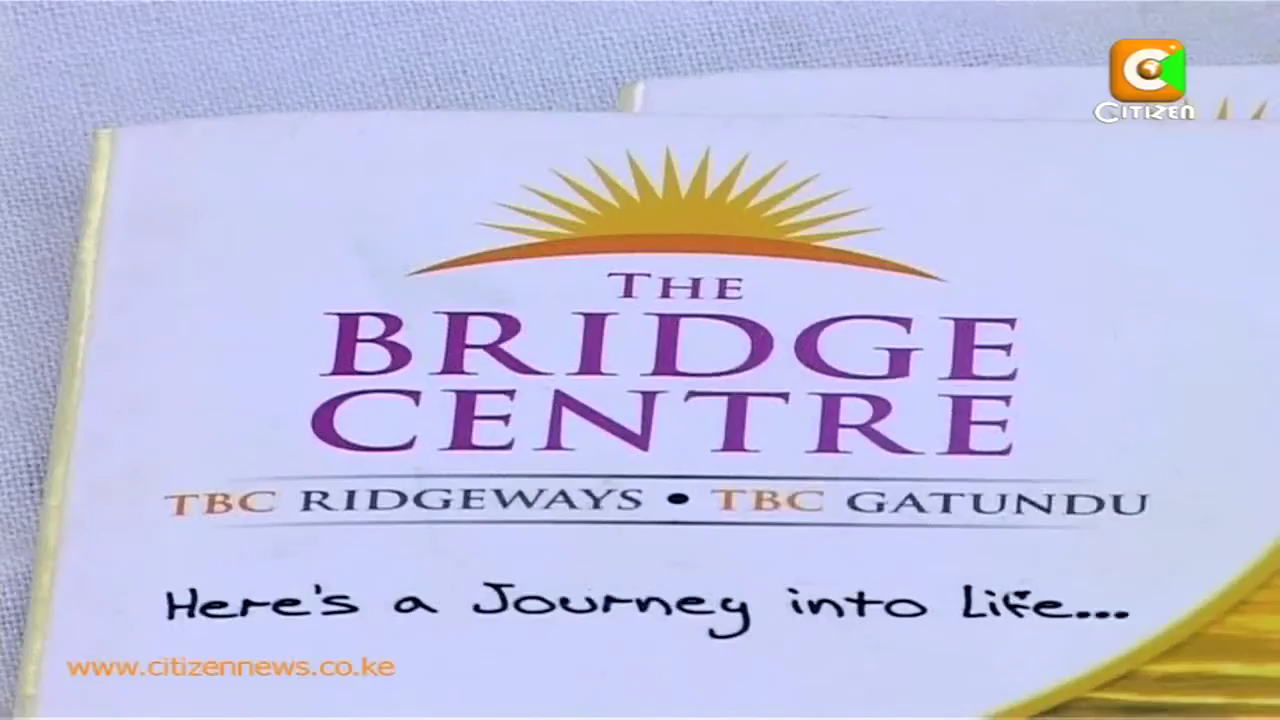 CITIZEN
THE
BRIDGE
CENTRE
TBC RIDGEWAYS • TBC GATUNDU
Here's a Journey into Life...
www.citizennews.co.ke